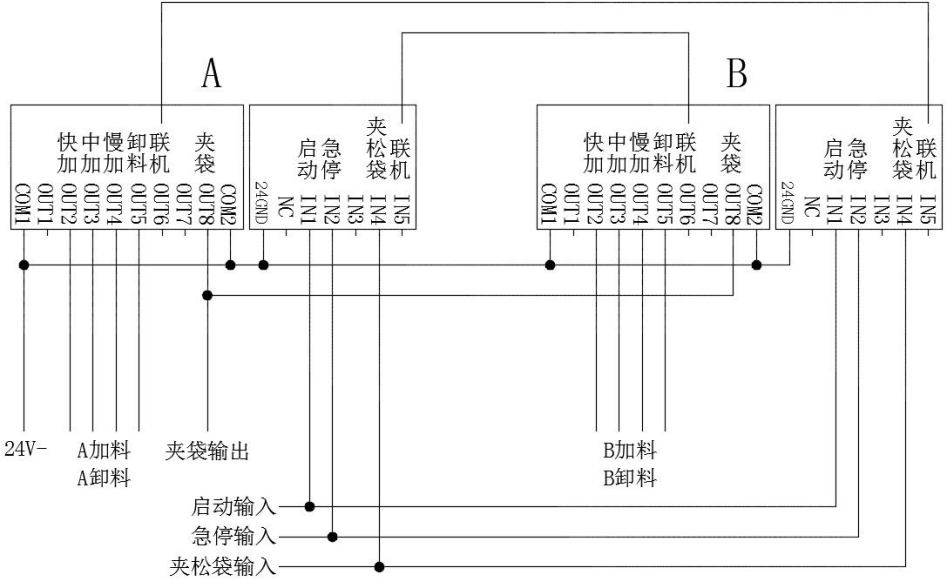 A
B
快加 中加 慢加 卸料 联机 夹袋
COM1 OUT1 OUT2 OUT3 OUT4 OUT5 OUT6 OUT7 OUT8 COM2
启动 急停 夹松袋 联机
24GND NC IN1 IN2 IN3 IN4 IN5
快加 中加 慢加 卸料 联机 夹袋
COM1 OUT1 OUT2 OUT3 OUT4 OUT5 OUT6 OUT7 OUT8 COM2
启动 急停 夹松袋 联机
24GND NC IN1 IN2 IN3 IN4 IN5
24V-
A加料
A卸料
夹袋输出
B加料
B卸料
启动输入
急停输入
夹松袋输入